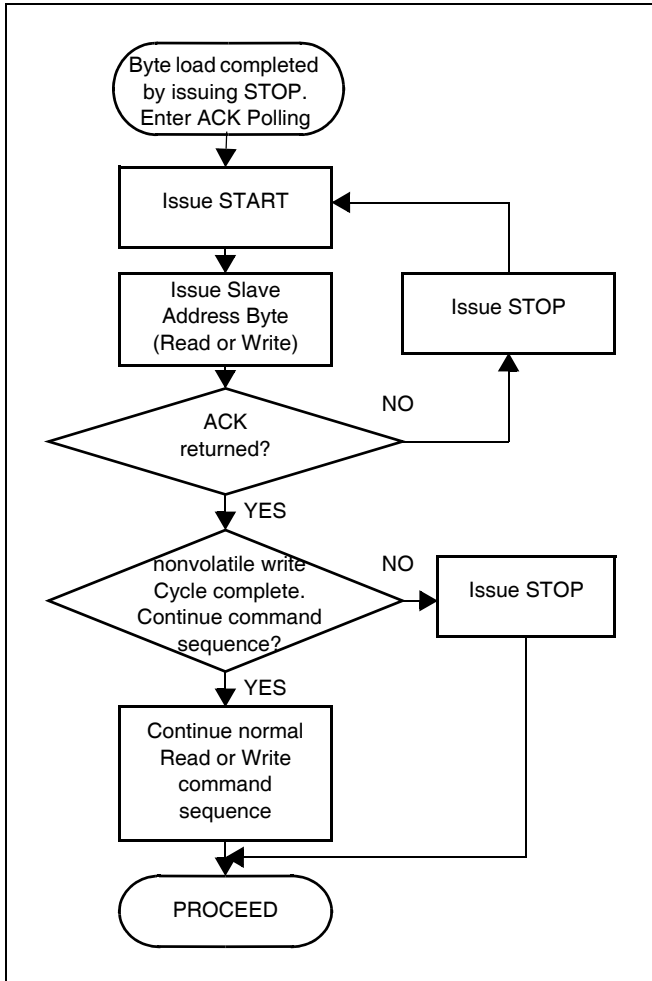 Byte load completed
by issuing STOP.
Enter ACK Polling
Issue START
Issue Slave
Address Byte
(Read or Write)
Issue STOP
ACK
returned?
NO
YES
nonvolatile write
Cycle complete.
Continue command
sequence?
NO
Issue STOP
YES
Continue normal
Read or Write
command
sequence
PROCEED